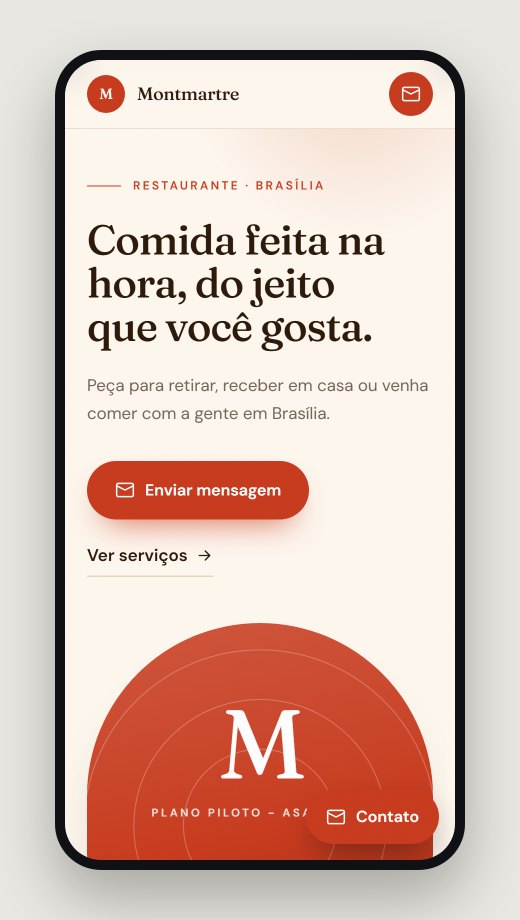 M Montmartre
RESTAURANTE · BRASÍLIA
Comida feita na
hora, do jeito
que você gosta.
Peça para retirar, receber em casa ou venha
comer com a gente em Brasília.
Enviar mensagem
Ver serviços →
M
PLANO PILOTO – ASA
Contato